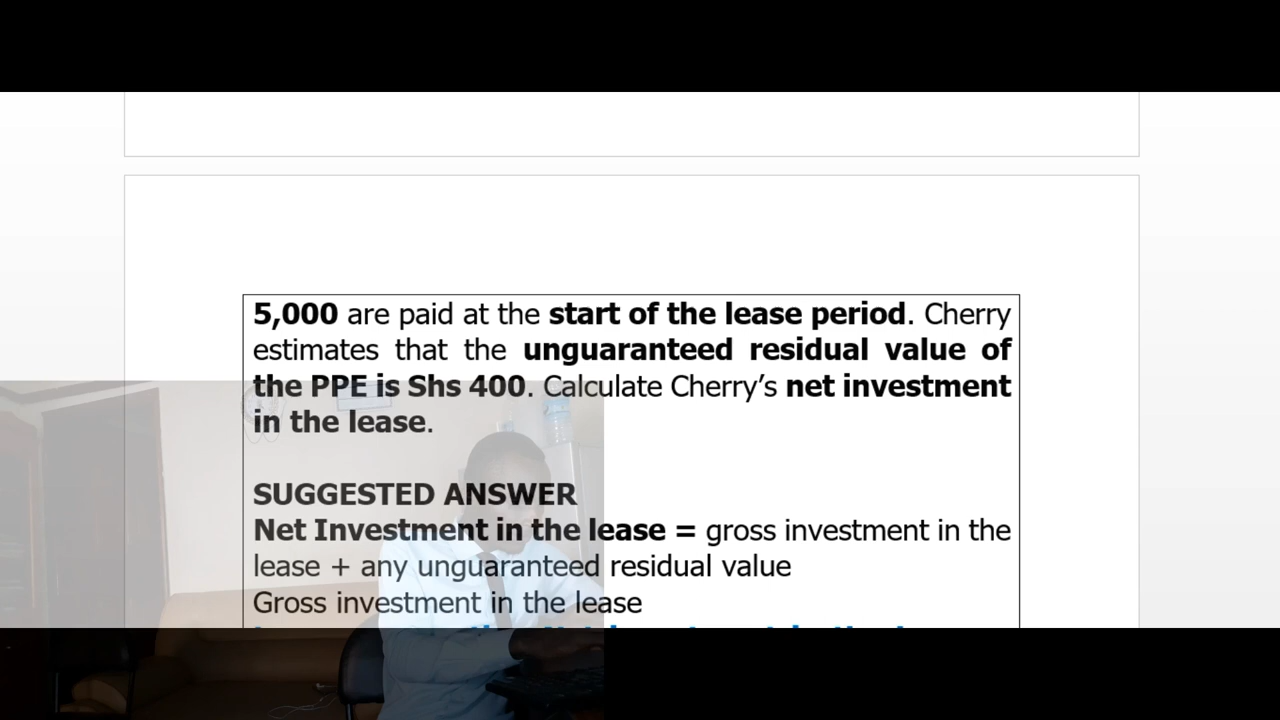 5,000 are paid at the start of the lease period. Cherry
estimates that the unguaranteed residual value of
the PPE is Shs 400. Calculate Cherry’s net investment
in the lease.
SUGGESTED ANSWER
Net Investment in the lease = gross investment in the
lease + any unguaranteed residual value
Gross investment in the lease